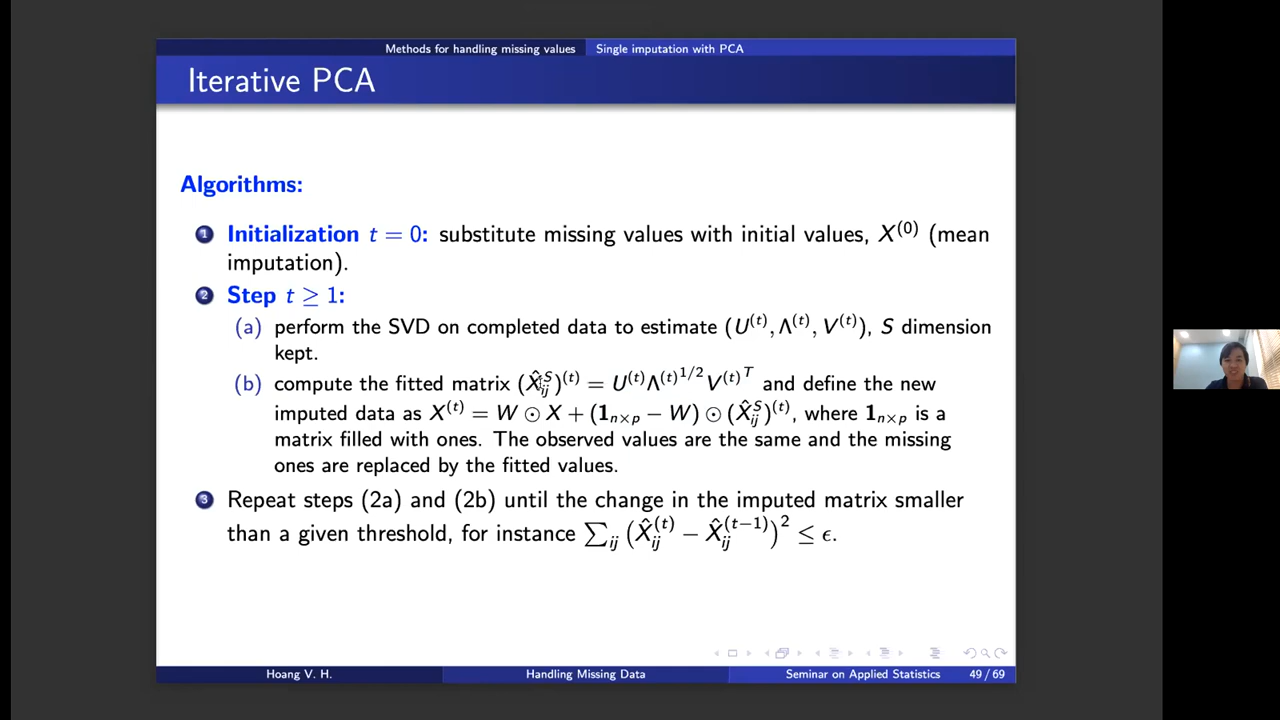 Methods for handling missing values Single imputation with PCA
Iterative PCA
Algorithms:
1 Initialization t = 0: substitute missing values with initial values, X^(0) (mean
imputation).
2 Step t ≥ 1:
(a) perform the SVD on completed data to estimate (U^(t), Λ^(t), V^(t)), S dimension
kept.
(b) compute the fitted matrix (X̂_ij^S)^(t) = U^(t) Λ^(t)^1/2 V^(t)^T and define the new
imputed data as X^(t) = W ⊙ X + (1_n×p − W) ⊙ (X̂_ij^S)^(t), where 1_n×p is a
matrix filled with ones. The observed values are the same and the missing
ones are replaced by the fitted values.
3 Repeat steps (2a) and (2b) until the change in the imputed matrix smaller
than a given threshold, for instance ∑_ij (X̂_ij^(t) − X̂_ij^(t−1))^2 ≤ ϵ.
Hoang V. H. Handling Missing Data Seminar on Applied Statistics 49 / 69